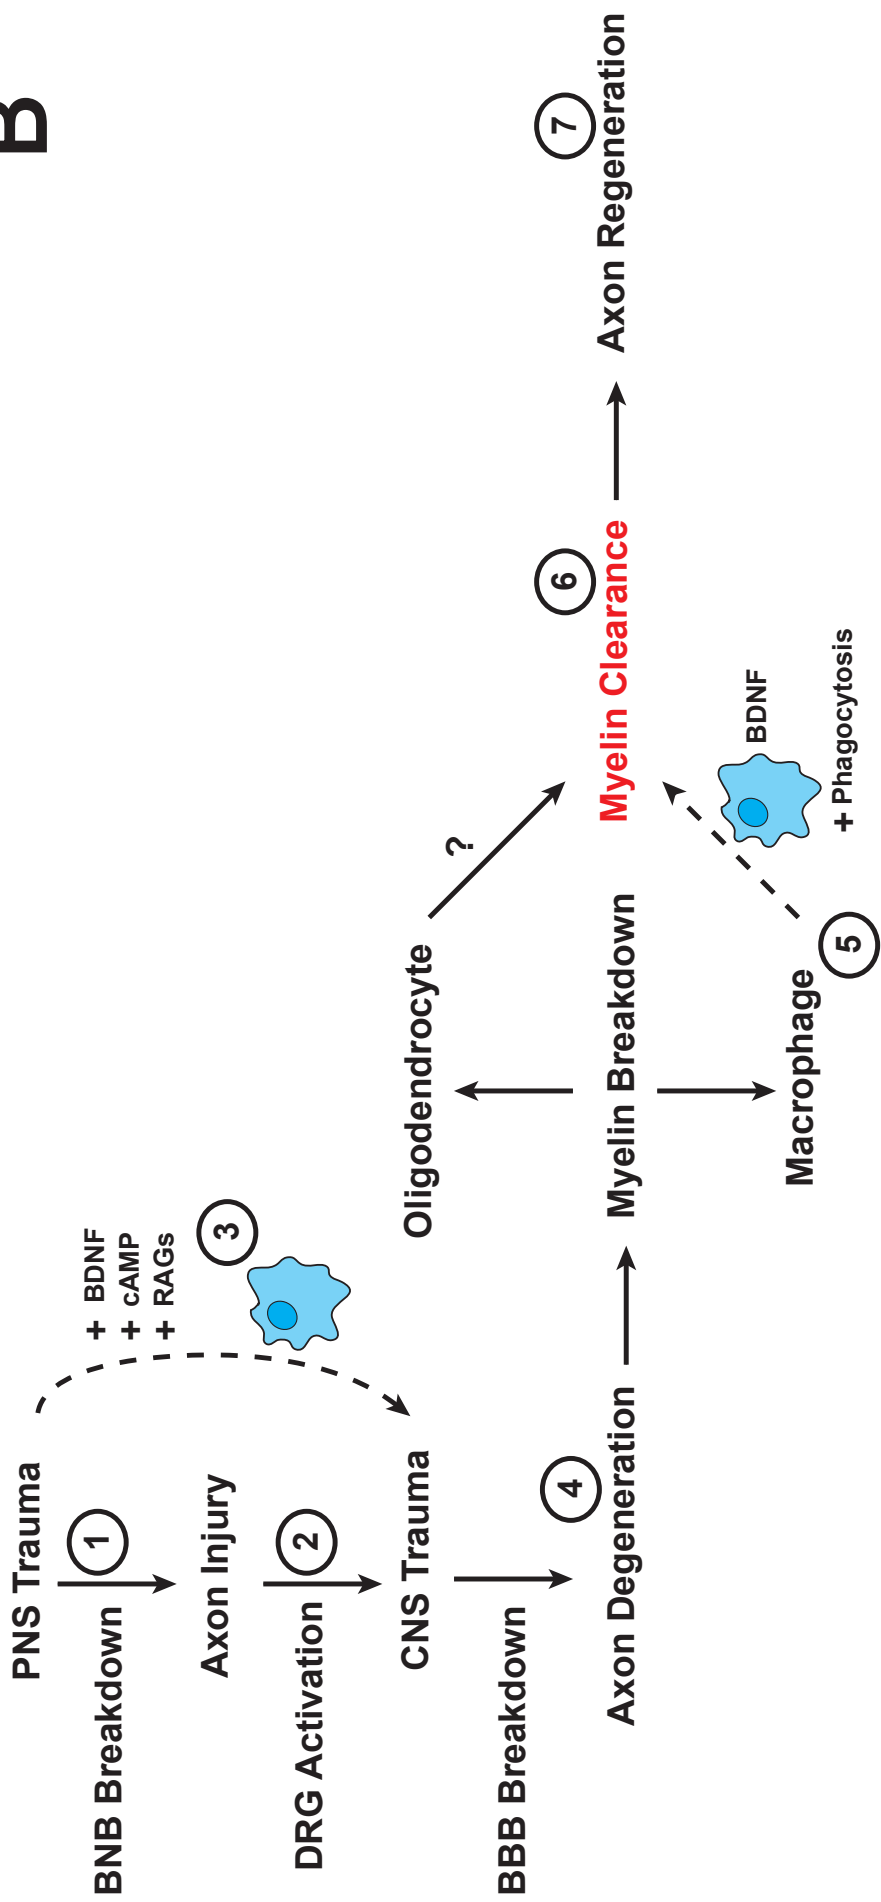 B
PNS Trauma
BNB Breakdown
1
Axon Injury
DRG Activation
2
+ BDNF
+ cAMP
+ RAGs
3
CNS Trauma
BBB Breakdown
4
Axon Degeneration
Myelin Breakdown
Oligodendrocyte
?
Macrophage
5
BDNF
+ Phagocytosis
6
Myelin Clearance
7
Axon Regeneration